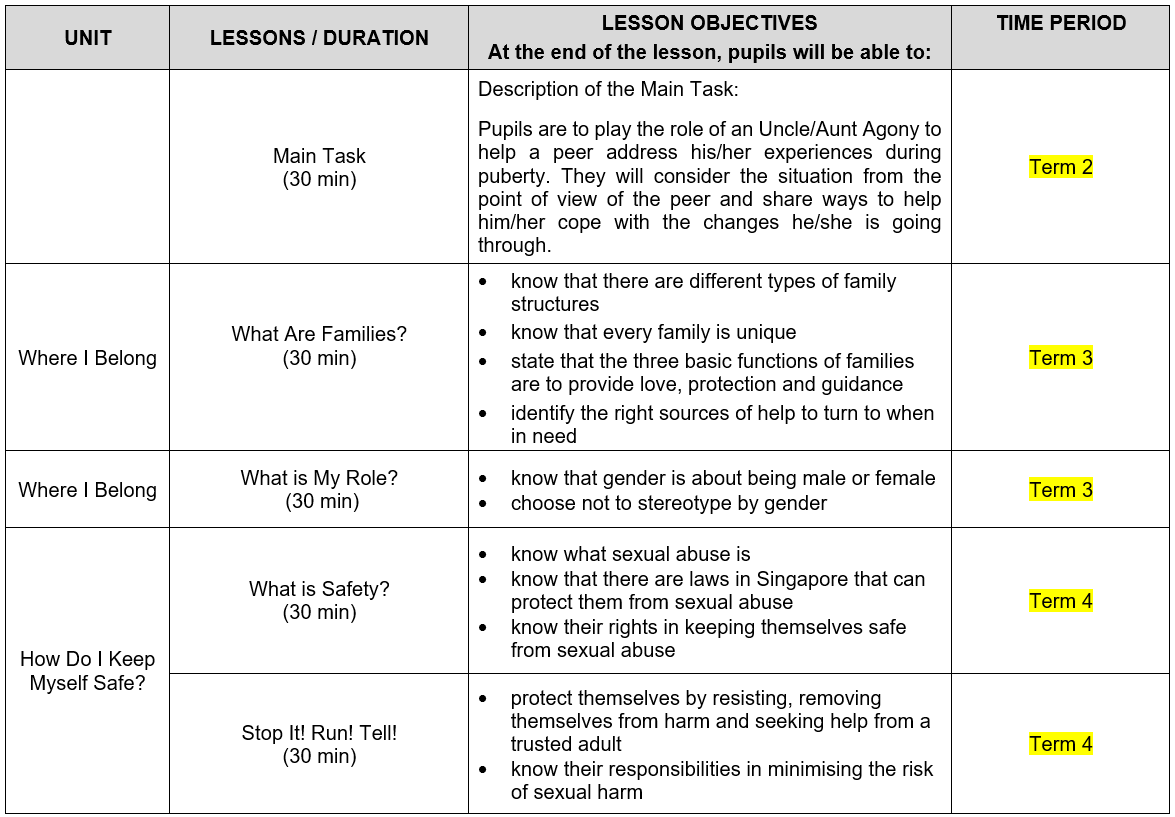 UNIT
LESSONS / DURATION
LESSON OBJECTIVES
At the end of the lesson, pupils will be able to:
TIME PERIOD
Main Task
(30 min)
Description of the Main Task:
Pupils are to play the role of an Uncle/Aunt Agony to
help a peer address his/her experiences during
puberty. They will consider the situation from the
point of view of the peer and share ways to help
him/her cope with the changes he/she is going
through.
Term 2
Where I Belong
What Are Families?
(30 min)
• know that there are different types of family
structures
• know that every family is unique
• state that the three basic functions of families
are to provide love, protection and guidance
• identify the right sources of help to turn to when
in need
Term 3
Where I Belong
What is My Role?
(30 min)
• know that gender is about being male or female
• choose not to stereotype by gender
Term 3
How Do I Keep
Myself Safe?
What is Safety?
(30 min)
• know what sexual abuse is
• know that there are laws in Singapore that can
protect them from sexual abuse
• know their rights in keeping themselves safe
from sexual abuse
Term 4
Stop It! Run! Tell!
(30 min)
• protect themselves by resisting, removing
themselves from harm and seeking help from a
trusted adult
• know their responsibilities in minimising the risk
of sexual harm
Term 4